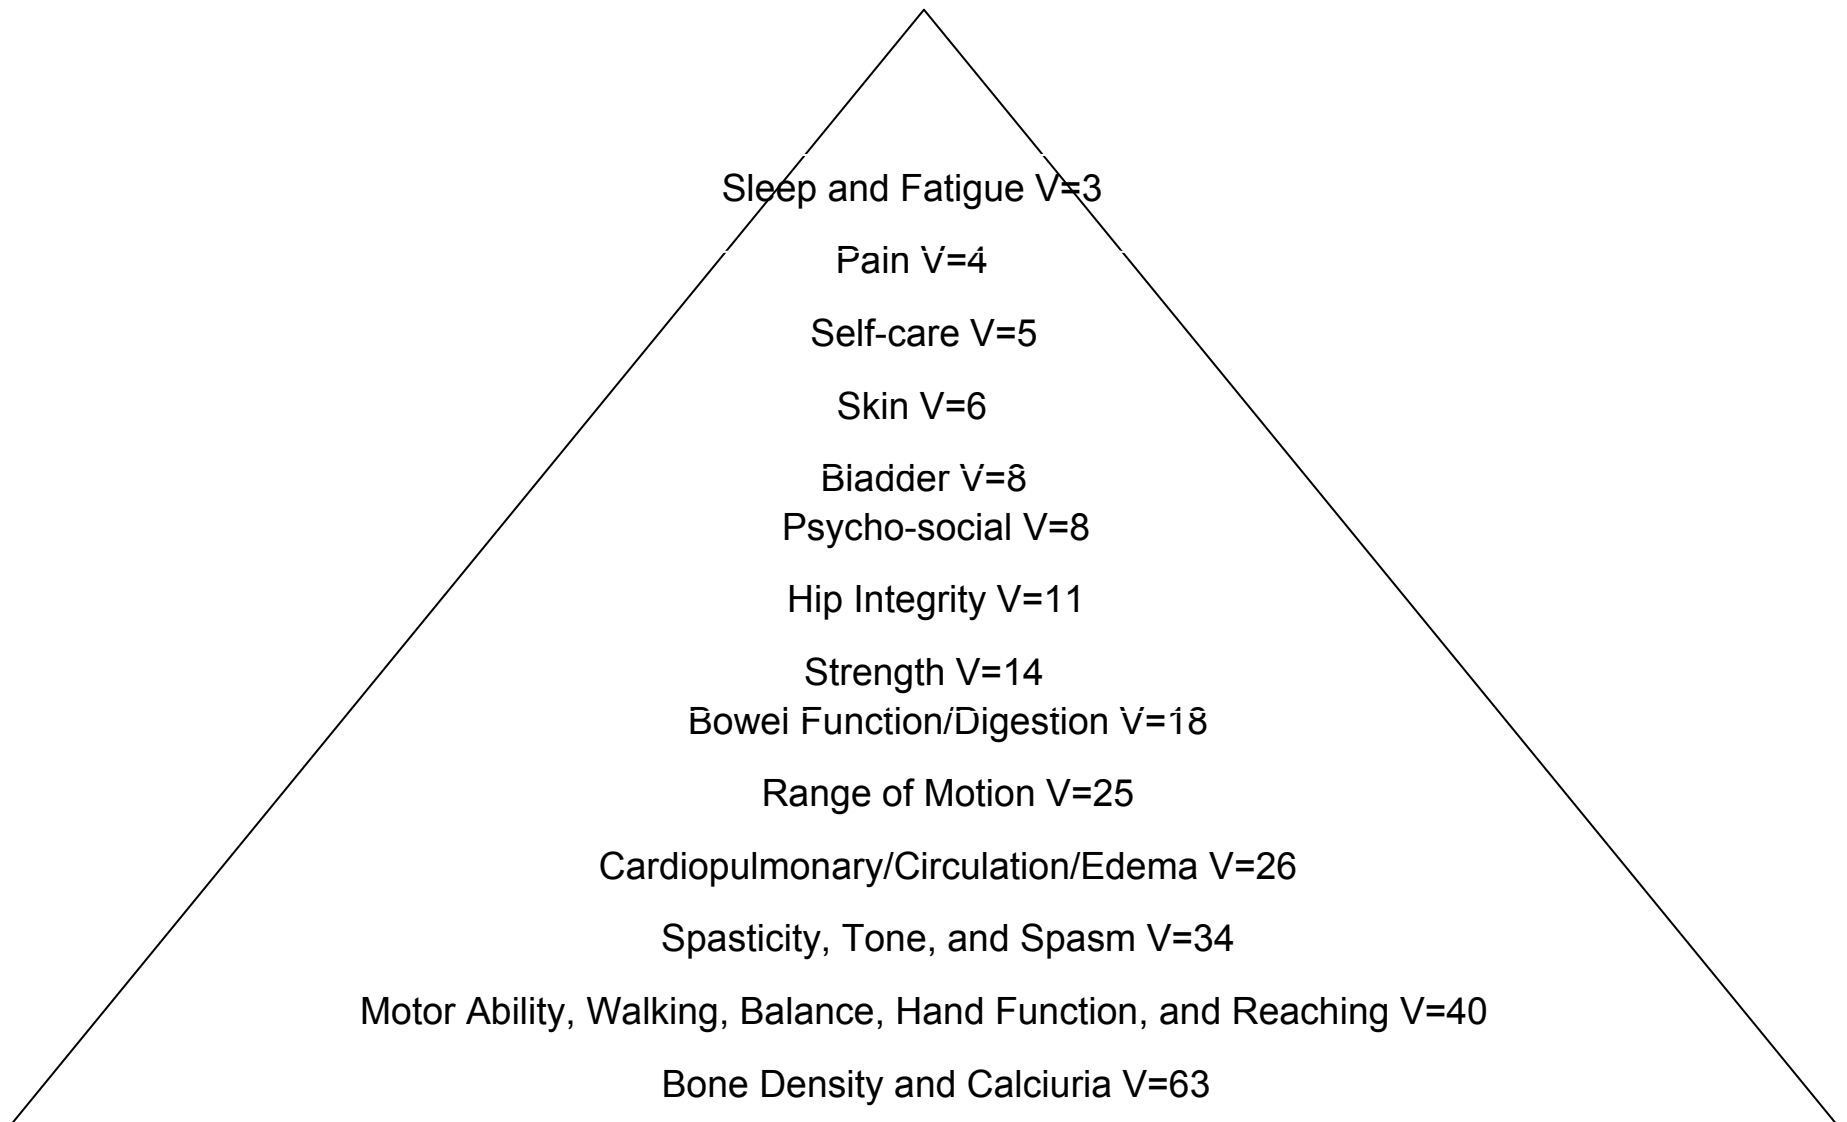 Sleep and Fatigue V=3
Pain V=4
Self-care V=5
Skin V=6
Bladder V=8
Psycho-social V=8
Hip Integrity V=11
Strength V=14
Bowel Function/Digestion V=18
Range of Motion V=25
Cardiopulmonary/Circulation/Edema V=26
Spasticity, Tone, and Spasm V=34
Motor Ability, Walking, Balance, Hand Function, and Reaching V=40
Bone Density and Calciuria V=63